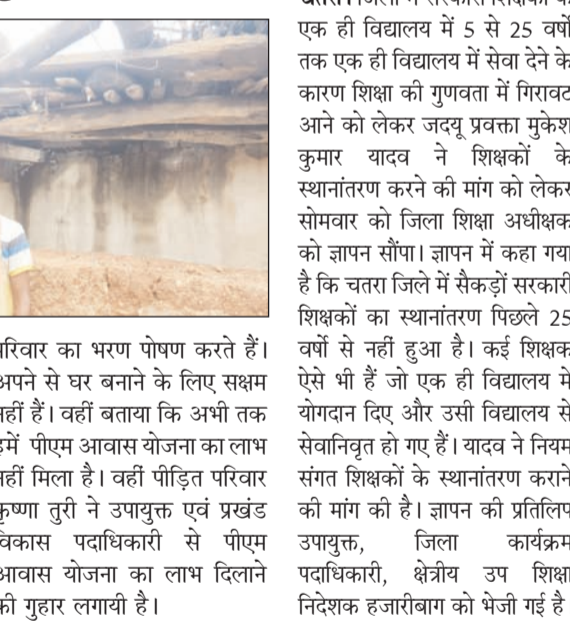 परिवार का भरण पोषण करते हैं।
अपने से घर बनाने के लिए सक्षम
नहीं हैं। वहीं बताया कि अभी तक
हमें पीएम आवास योजना का लाभ
नहीं मिला है। वहीं पीड़ित परिवार
कृष्णा तुरी ने उपायुक्त एवं प्रखंड
विकास पदाधिकारी से पीएम
आवास योजना का लाभ दिलाने
की गुहार लगायी है।
एक ही विद्यालय में 5 से 25 वर्षों
तक एक ही विद्यालय में सेवा देने के
कारण शिक्षा की गुणवता में गिरावट
आने को लेकर जदयू प्रवक्ता मुकेश
कुमार यादव ने शिक्षकों के
स्थानांतरण करने की मांग को लेकर
सोमवार को जिला शिक्षा अधीक्षक
को ज्ञापन सौंपा। ज्ञापन में कहा गया
है कि चतरा जिले में सैकड़ों सरकारी
शिक्षकों का स्थानांतरण पिछले 25
वर्षो से नहीं हुआ है। कई शिक्षक
ऐसे भी हैं जो एक ही विद्यालय में
योगदान दिए और उसी विद्यालय से
सेवानिवृत हो गए हैं। यादव ने नियम
संगत शिक्षकों के स्थानांतरण कराने
की मांग की है। ज्ञापन की प्रतिलिपि
उपायुक्त, जिला कार्यक्रम
पदाधिकारी, क्षेत्रीय उप शिक्षा
निदेशक हजारीबाग को भेजी गई है